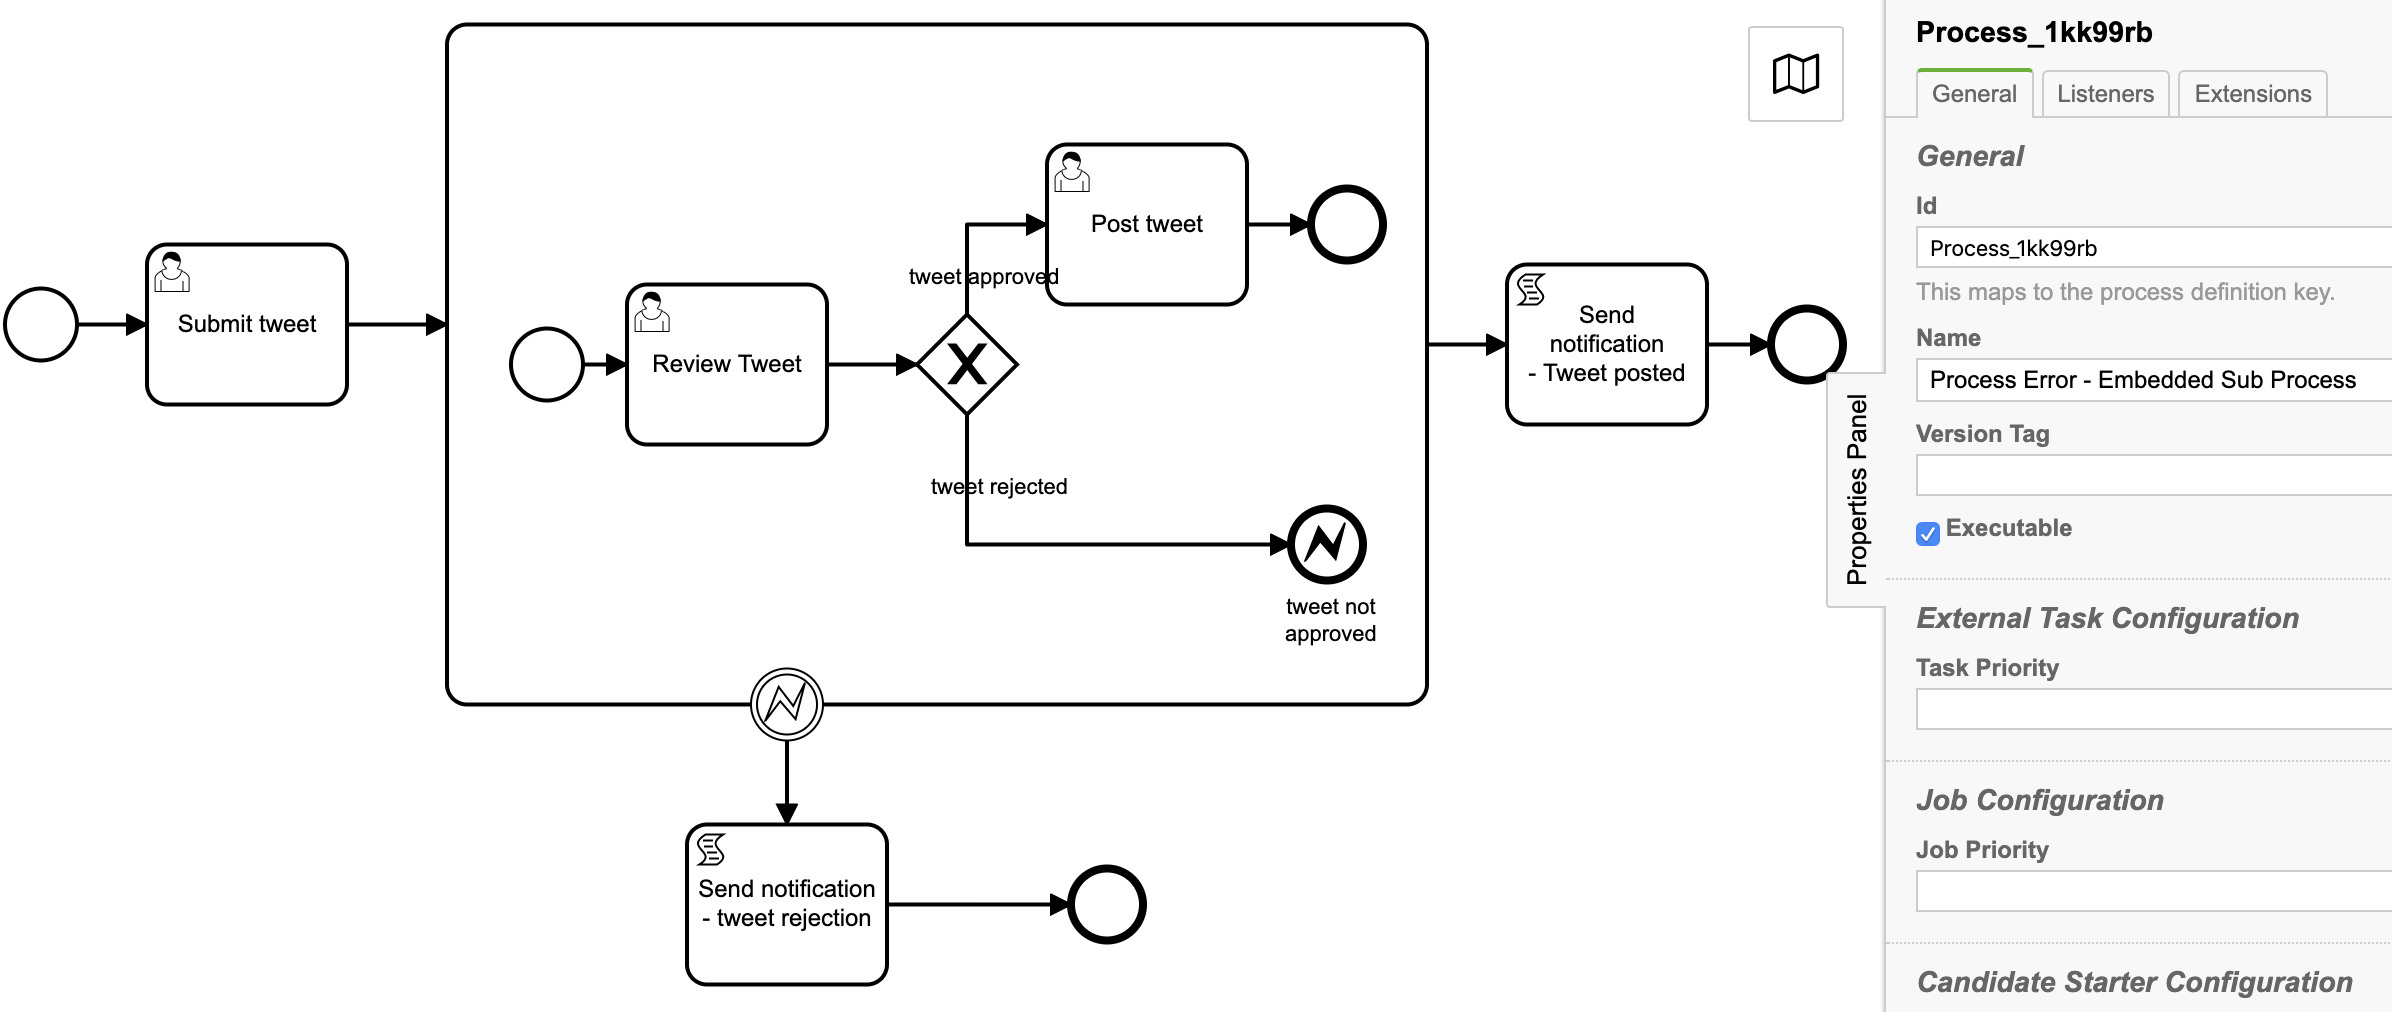 Submit tweet
Review Tweet
tweet approved
Post tweet
tweet rejected
tweet not
approved
Send
notification
- Tweet posted
Send notification
- tweet rejection
Properties Panel
Process_1kk99rb
General
Listeners
Extensions
General
Id
Process_1kk99rb
This maps to the process definition key.
Name
Process Error - Embedded Sub Process
Version Tag
Executable
External Task Configuration
Task Priority
Job Configuration
Job Priority
Candidate Starter Configuration